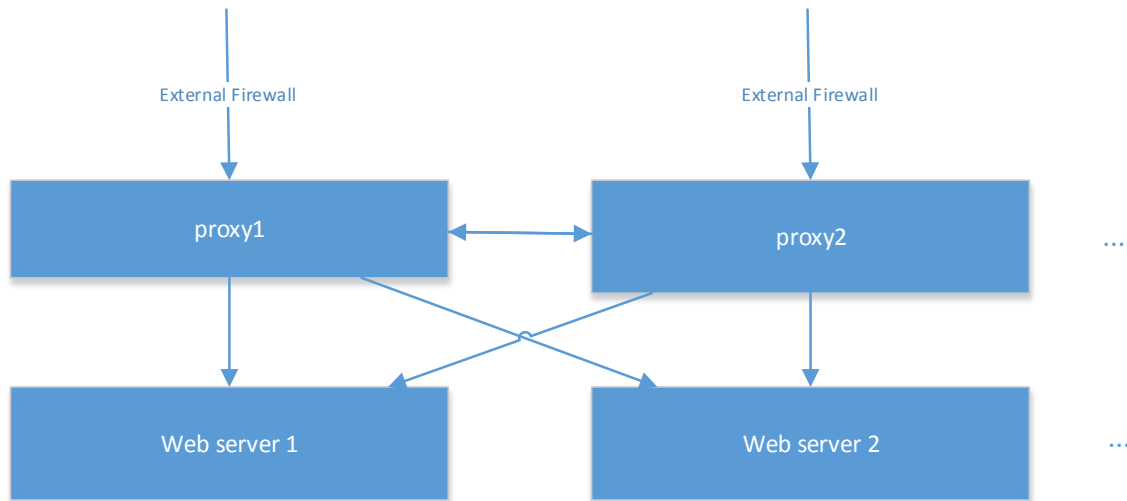 External Firewall
External Firewall
proxy1
proxy2
...
Web server 1
Web server 2
...